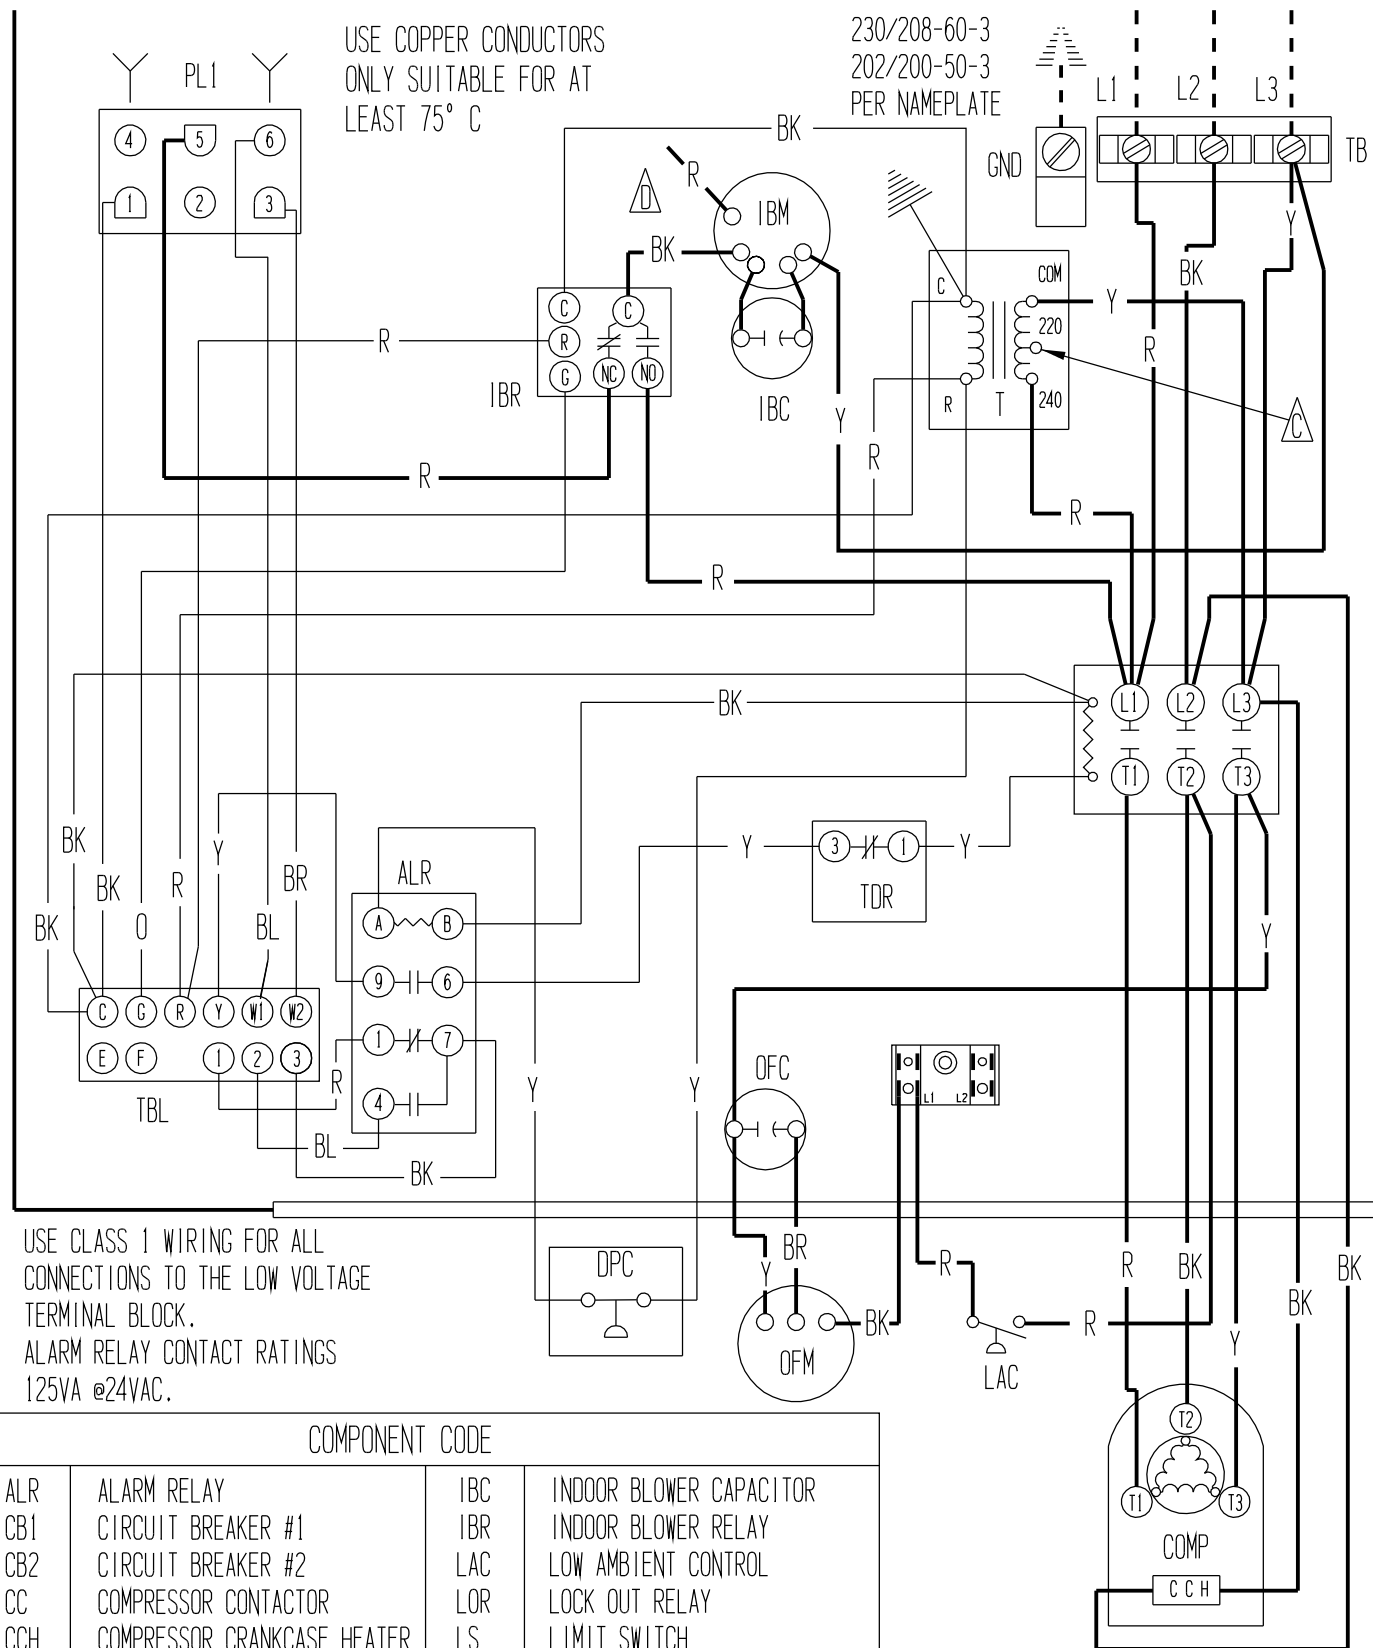 USE COPPER CONDUCTORS
ONLY SUITABLE FOR AT
LEAST 75° C
230/208-60-3
202/200-50-3
PER NAMEPLATE
PL1
4 5 6
1 2 3
GND
L1 L2 L3
TB
BK
R
D
IBM
BK
IBC
C
R
G
C
NC NO
IBR
R
R
Y
R
C
COM
220
240
R
T
C
Y
R
R
BK
Y
R
BK
L1 L2 L3
T1 T2 T3
BK
BK
BK
O
R
Y
BL
BR
C G R Y W1 W2
E F 1 2 3
TBL
ALR
A B
9 6
1 7
4
R
BL
BK
Y
Y
Y
3 1
TDR
Y
Y
OFC
L1 L2
USE CLASS 1 WIRING FOR ALL
CONNECTIONS TO THE LOW VOLTAGE
TERMINAL BLOCK.
ALARM RELAY CONTACT RATINGS
125VA @24VAC.
DPC
Y
BR
OFM
BK
R
LAC
R
R
BK
Y
BK
BK
T2
T1 T3
COMP
CCH
COMPONENT CODE
ALR ALARM RELAY IBC INDOOR BLOWER CAPACITOR
CB1 CIRCUIT BREAKER #1 IBR INDOOR BLOWER RELAY
CB2 CIRCUIT BREAKER #2 LAC LOW AMBIENT CONTROL
CC COMPRESSOR CONTACTOR LOR LOCK OUT RELAY
CCH COMPRESSOR CRANKCASE HEATER LS LIMIT SWITCH